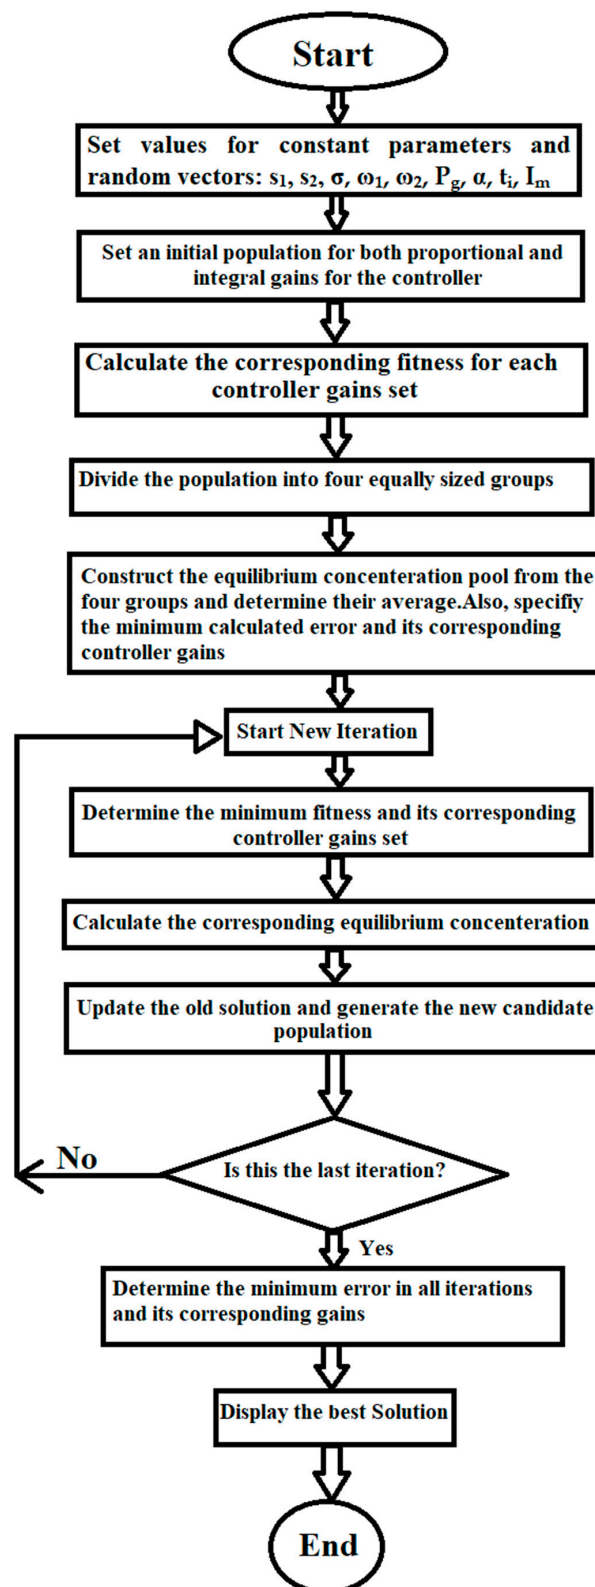 Start
Set values for constant parameters and
random vectors: s₁, s₂, σ, ω₁, ω₂, P_g, α, t_i, I_m
Set an initial population for both proportional and
integral gains for the controller
Calculate the corresponding fitness for each
controller gains set
Divide the population into four equally sized groups
Construct the equilibrium concenteration pool from the
four groups and determine their average.Also, specifiy
the minimum calculated error and its corresponding
controller gains
Start New Iteration
Determine the minimum fitness and its corresponding
controller gains set
Calculate the corresponding equilibrium concenteration
Update the old solution and generate the new candidate
population
Is this the last iteration?
No
Yes
Determine the minimum error in all iterations
and its corresponding gains
Display the best Solution
End